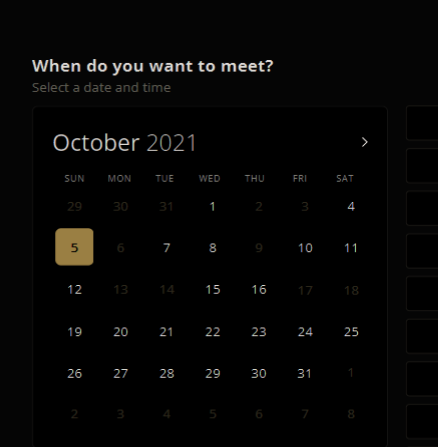 When do you want to meet?
Select a date and time
October 2021
SUN MON TUE WED THU FRI SAT
29 30 31 1 2 3 4
5 6 7 8 9 10 11
12 13 14 15 16 17 18
19 20 21 22 23 24 25
26 27 28 29 30 31 1
2 3 4 5 6 7 8